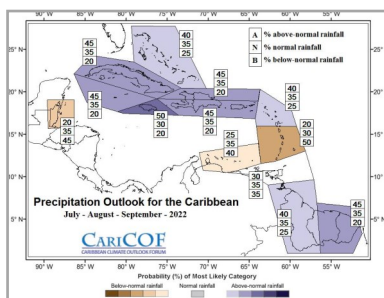 A % above-normal rainfall
N % normal rainfall
B % below-normal rainfall
25°N
20°N
15°N
10°N
5°N
45
35
20
40
35
25
45
35
20
45
35
20
40
35
25
20
35
45
50
30
20
45
35
20
25
35
40
20
30
50
30
35
35
40
35
25
45
35
20
Precipitation Outlook for the Caribbean
July - August - September - 2022
CARICOF
CARIBBEAN CLIMATE OUTLOOK FORUM
90°W 85°W 80°W 75°W 70°W 65°W 60°W 55°W
Probability (%) of Most Likely Category
Below-normal rainfall Normal rainfall Above-normal rainfall